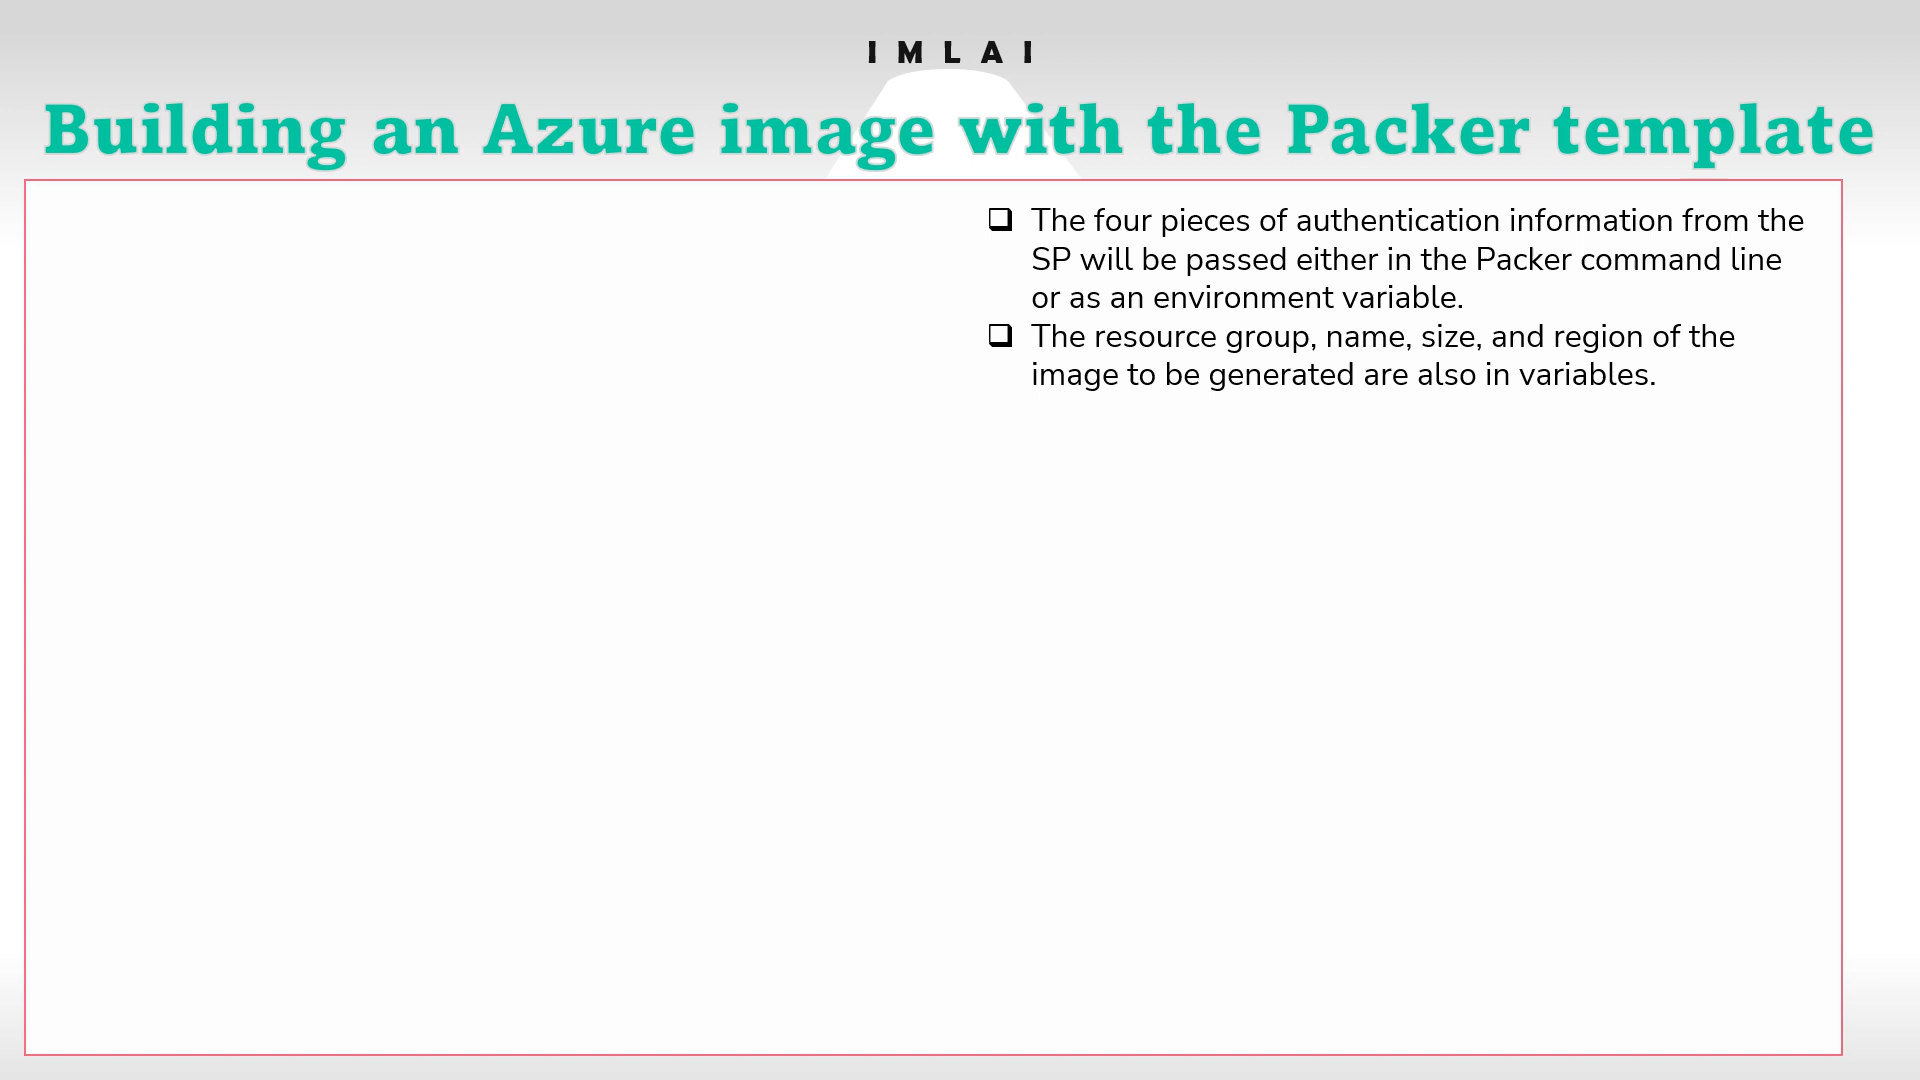 IMLAI
Building an Azure image with the Packer template
❑ The four pieces of authentication information from the
SP will be passed either in the Packer command line
or as an environment variable.
❑ The resource group, name, size, and region of the
image to be generated are also in variables.